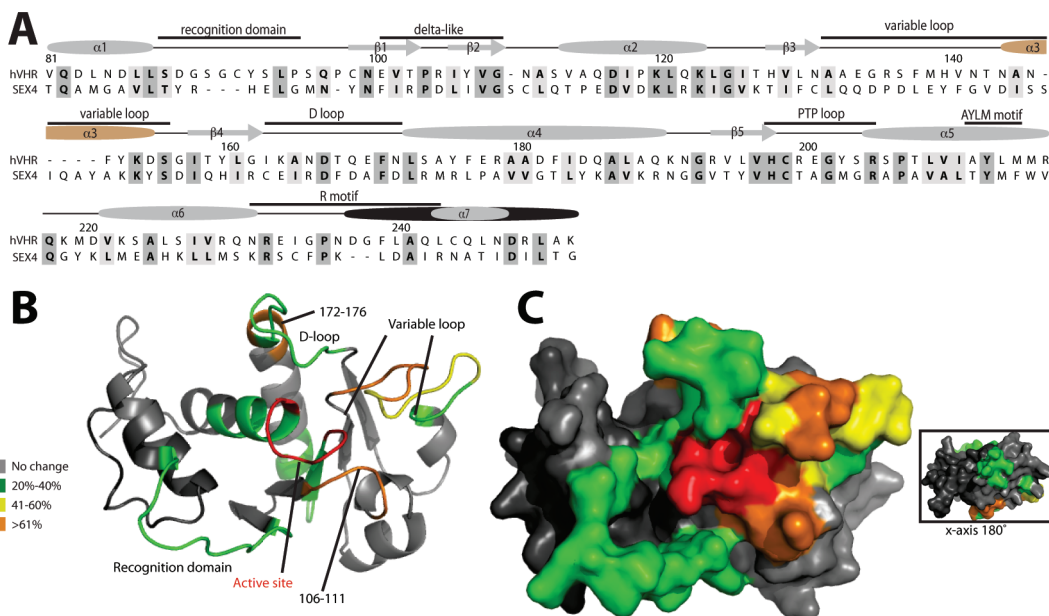 A
recognition domain delta-like variable loop
α1 β1 β2 α2 β3 α3
81 100 120 140
hVHR V Q D L N D L L S D G S G C Y S L P S Q P C N E V T P R I Y V G - N A S V A Q D I P K L Q K L G I T H V L N A A E G R S F M H V N T N A N -
SEX4 T Q A M G A V L T Y R - - - H E L G M N - Y N F I R P D L I V G S C L Q T P E D V D K L R K I G V K T I F C L Q Q D P D L E Y F G V D I S S
variable loop D loop PTP loop AYLM motif
α3 β4 α4 β5 α5
160 180 200
hVHR - - - - F Y K D S G I T Y L G I K A N D T Q E F N L S A Y F E R A A D F I D Q A L A Q K N G R V L V H C R E G Y S R S P T L V I A Y L M M R
SEX4 I Q A Y A K K Y S D I Q H I R C E I R D F D A F D L R M R L P A V V G T L Y K A V K R N G G V T Y V H C T A G M G R A P A V A L T Y M F W V
R motif
α6 α7
220 240
hVHR Q K M D V K S A L S I V R Q N R E I G P N D G F L A Q L C Q L N D R L A K
SEX4 Q G Y K L M E A H K L L M S K R S C F P K - - L D A I R N A T I D I L T G
B
172-176
D-loop
Variable loop
No change
20%-40%
41-60%
>61%
Recognition domain
Active site
106-111
C
x-axis 180°